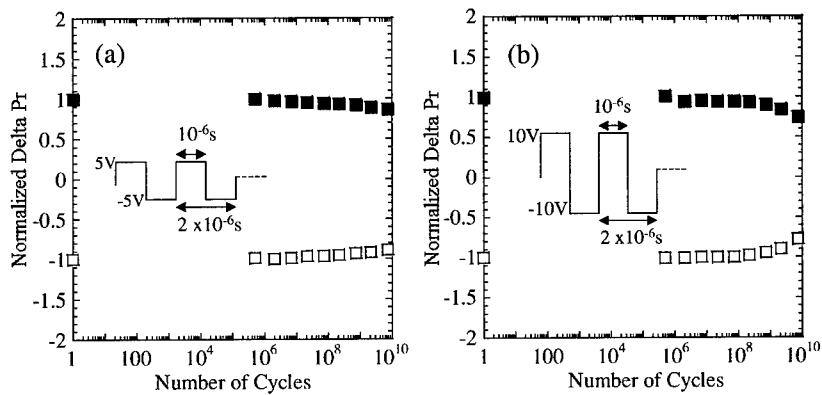 (a)
Normalized Delta Pr
2
1.5
1
0.5
0
-0.5
-1
-1.5
-2
10⁻⁶s
5V
-5V
2 x10⁻⁶s
1
100
10⁴
10⁶
10⁸
10¹⁰
Number of Cycles
(b)
Normalized Delta Pr
2
1.5
1
0.5
0
-0.5
-1
-1.5
-2
10⁻⁶s
10V
-10V
2 x10⁻⁶s
1
100
10⁴
10⁶
10⁸
10¹⁰
Number of Cycles